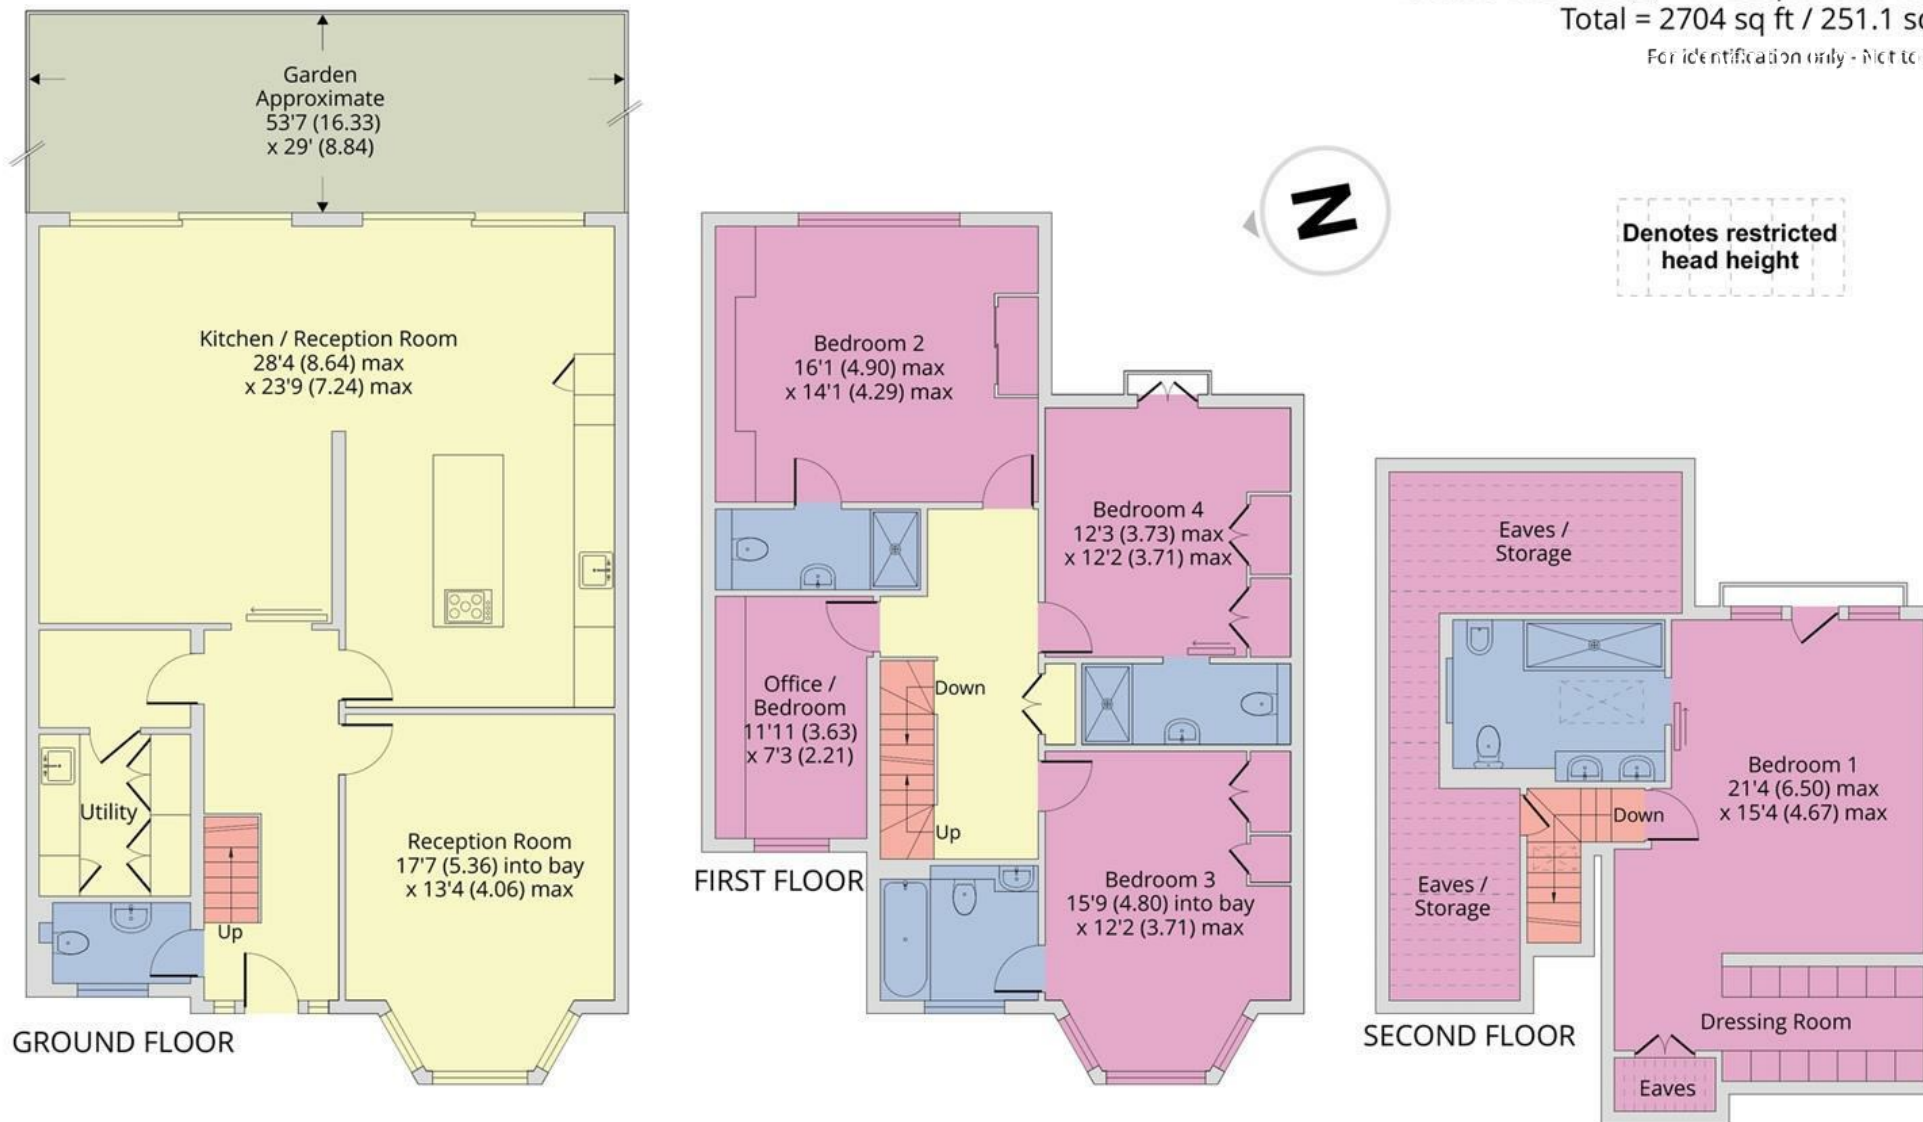 Total = 2704 sq ft / 251.1
For identification only - Not to
Garden
Approximate
53'7 (16.33)
x 29' (8.84)
N
Denotes restricted
head height
Kitchen / Reception Room
28'4 (8.64) max
x 23'9 (7.24) max
Utility
Reception Room
17'7 (5.36) into bay
x 13'4 (4.06) max
Up
GROUND FLOOR
Bedroom 2
16'1 (4.90) max
x 14'1 (4.29) max
Bedroom 4
12'3 (3.73) max
x 12'2 (3.71) max
Office /
Bedroom
11'11 (3.63)
x 7'3 (2.21)
Down
Up
Bedroom 3
15'9 (4.80) into bay
x 12'2 (3.71) max
FIRST FLOOR
Eaves /
Storage
Bedroom 1
21'4 (6.50) max
x 15'4 (4.67) max
Down
Eaves /
Storage
Dressing Room
Eaves
SECOND FLOOR